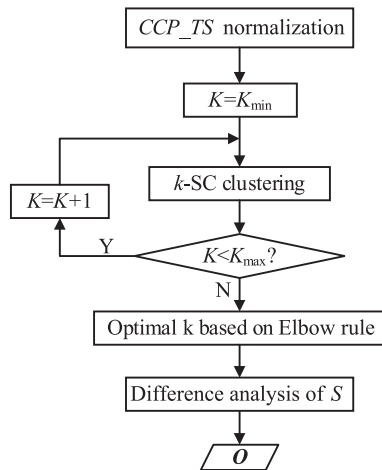 CCP_TS normalization
K=Kmin
k-SC clustering
K=K+1
Y
K<Kmax?
N
Optimal k based on Elbow rule
Difference analysis of S
O